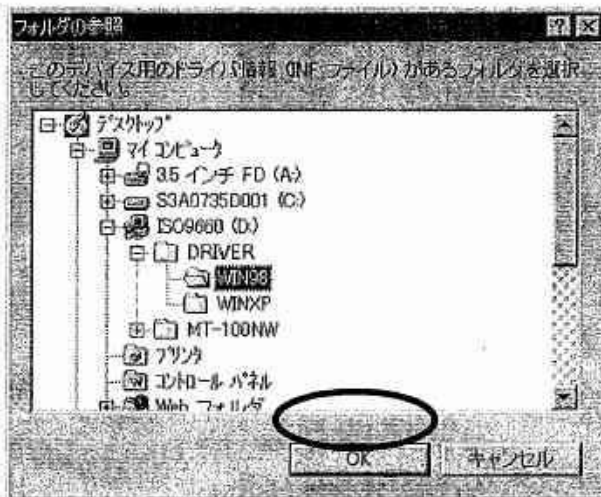 フォルダの参照
このデバイス用のドライバ情報 (INF ファイル) があるフォルダを選択
してください。
デスクトップ
マイ コンピュータ
3.5 インチ FD (A:)
S3A0735D001 (C:)
ISO9660 (D:)
DRIVER
WIN98
WINXP
MT-100NW
プリンタ
コントロール パネル
Web フォルダ
OK
キャンセル